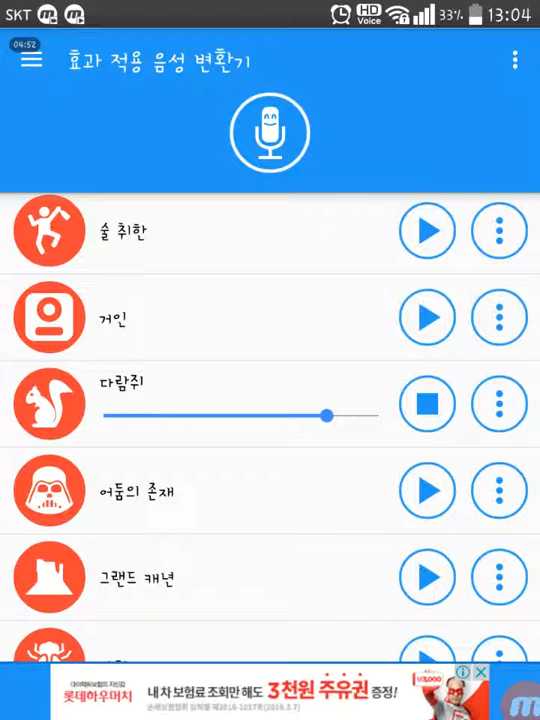 SKT
HD
Voice
33%
13:04
04:52
효과 적용 음성 변환기
술 취한
거인
다람쥐
어둠의 존재
그랜드 캐년
롯데하우머치
내 차 보험료 조회만 해도 3천원 주유권 증정!
₩3,000